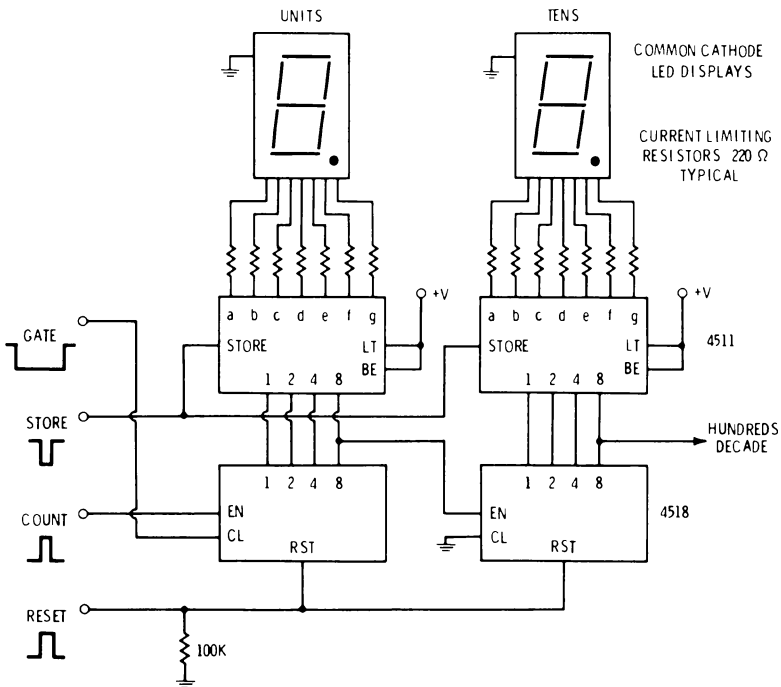 UNITS
TENS
COMMON CATHODE
LED DISPLAYS
CURRENT LIMITING
RESISTORS 220 Ω
TYPICAL
+V
+V
a b c d e f g
a b c d e f g
GATE
STORE
LT
BE
1 2 4 8
STORE
LT
BE
1 2 4 8
4511
STORE
HUNDREDS
DECADE
1 2 4 8
EN
CL
RST
1 2 4 8
EN
CL
RST
4518
COUNT
RESET
100K